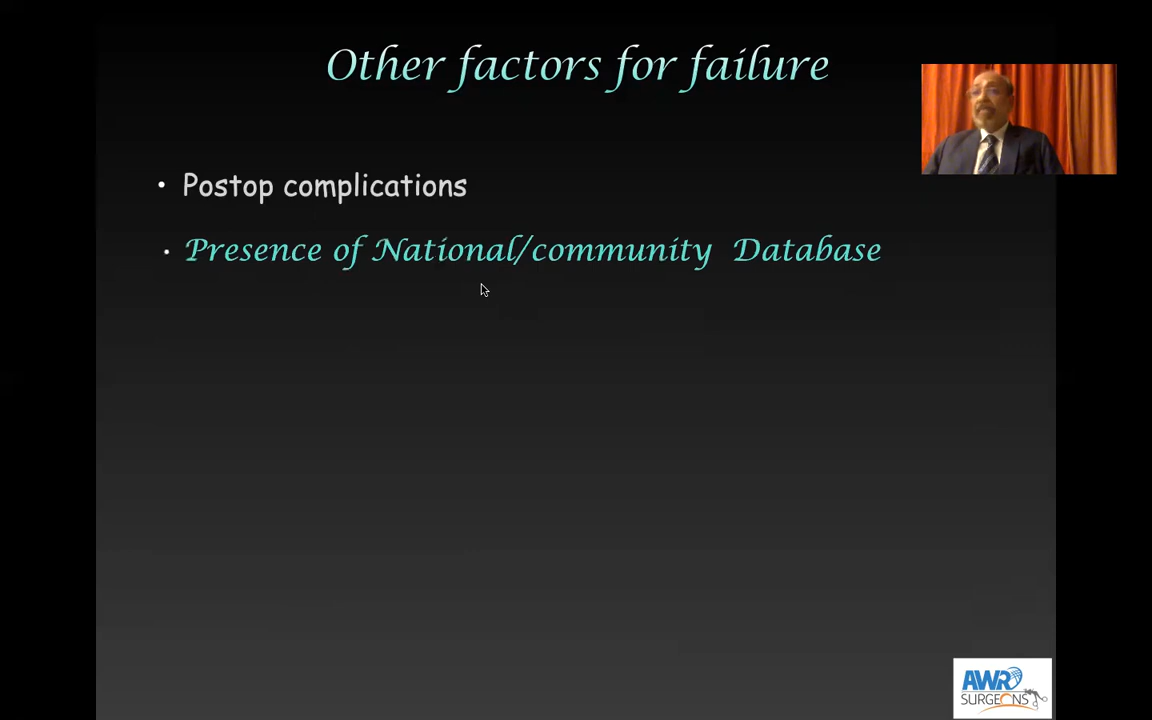 Other factors for failure
• Postop complications
• Presence of National/community Database
AWR
SURGEONS